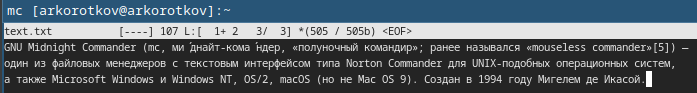 mc [arkorotkov@arkorotkov]:~
text.txt [----] 107 L:[ 1+ 2 3/ 3] *(505 / 505b) <EOF>
GNU Midnight Commander (mc, ми ́днайт-кома ́ндер, «полуночный командир»; ранее назывался «mouseless commander»[5]) —
один из файловых менеджеров с текстовым интерфейсом типа Norton Commander для UNIX-подобных операционных систем,
а также Microsoft Windows и Windows NT, OS/2, macOS (но не Mac OS 9). Создан в 1994 году Мигелем де Икасой.